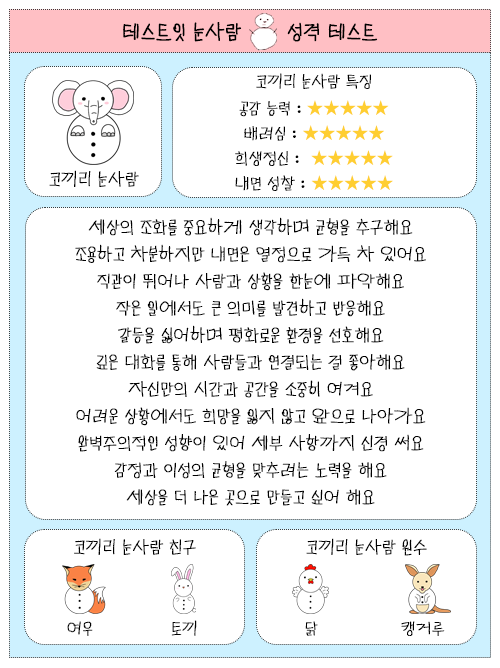 테스트잇 눈사람 성격 테스트
코끼리 눈사람
코끼리 눈사람 특징
공감 능력 : ★★★★★
배려심 : ★★★★★
희생정신 : ★★★★★
내면 성찰 : ★★★★★
세상의 조화를 중요하게 생각하며 균형을 추구해요
조용하고 차분하지만 내면은 열정으로 가득 차 있어요
직관이 뛰어나 사람과 상황을 한눈에 파악해요
작은 일에서도 큰 의미를 발견하고 반응해요
갈등을 싫어하며 평화로운 환경을 선호해요
깊은 대화를 통해 사람들과 연결되는 걸 좋아해요
자신만의 시간과 공간을 소중히 여겨요
어려운 상황에서도 희망을 잃지 않고 앞으로 나아가요
완벽주의적인 성향이 있어 세부 사항까지 신경 써요
감정과 이성의 균형을 맞추려는 노력을 해요
세상을 더 나은 곳으로 만들고 싶어 해요
코끼리 눈사람 친구
여우
토끼
코끼리 눈사람 원수
닭
캥거루